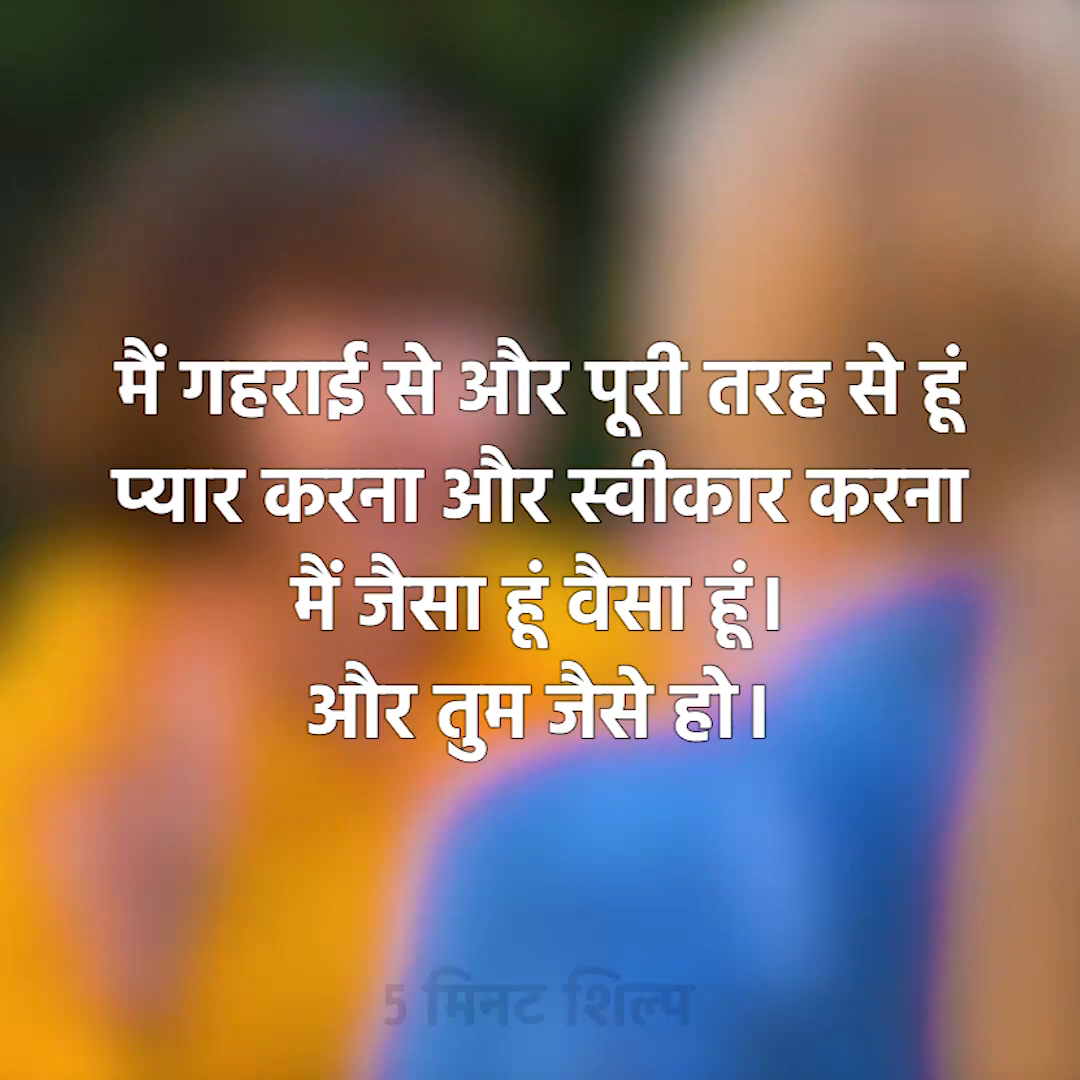 मैं गहराई से और पूरी तरह से हूं
प्यार करना और स्वीकार करना
मैं जैसा हूं वैसा हूं।
और तुम जैसे हो।
5 मिनट शिल्प